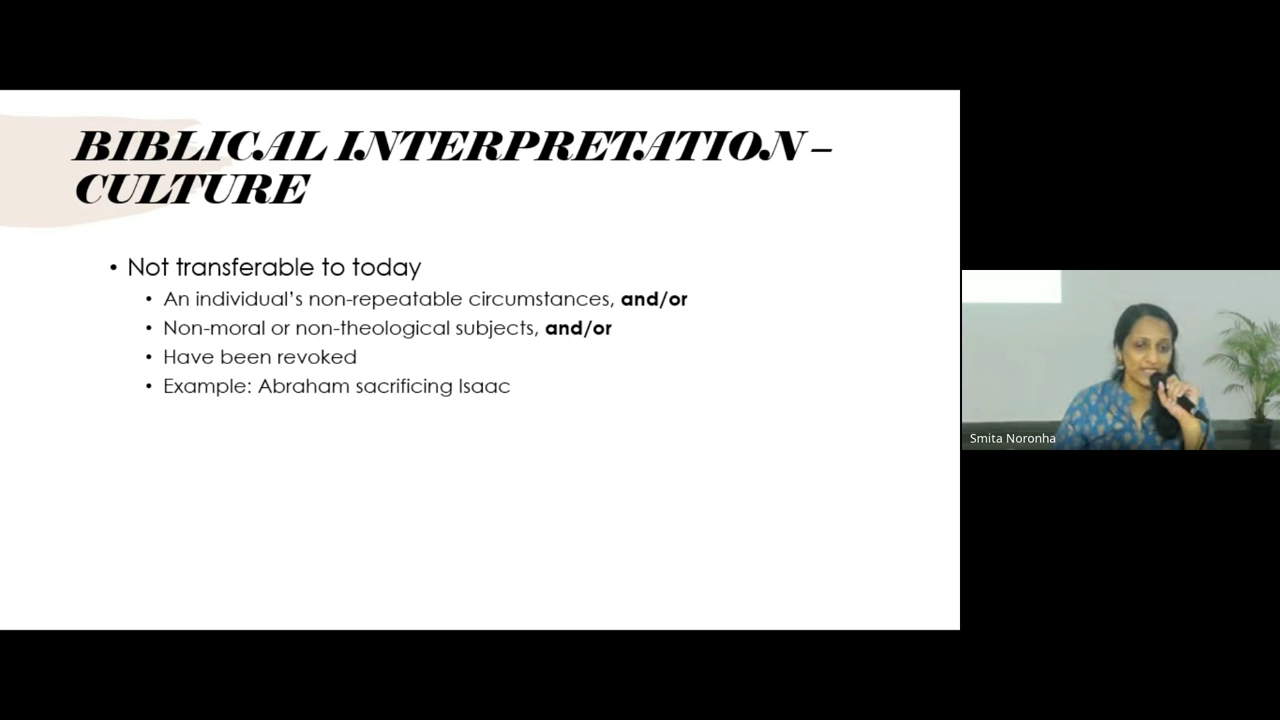 BIBLICAL INTERPRETATION –
CULTURE
• Not transferable to today
• An individual's non-repeatable circumstances, and/or
• Non-moral or non-theological subjects, and/or
• Have been revoked
• Example: Abraham sacrificing Isaac
Smita Noronha